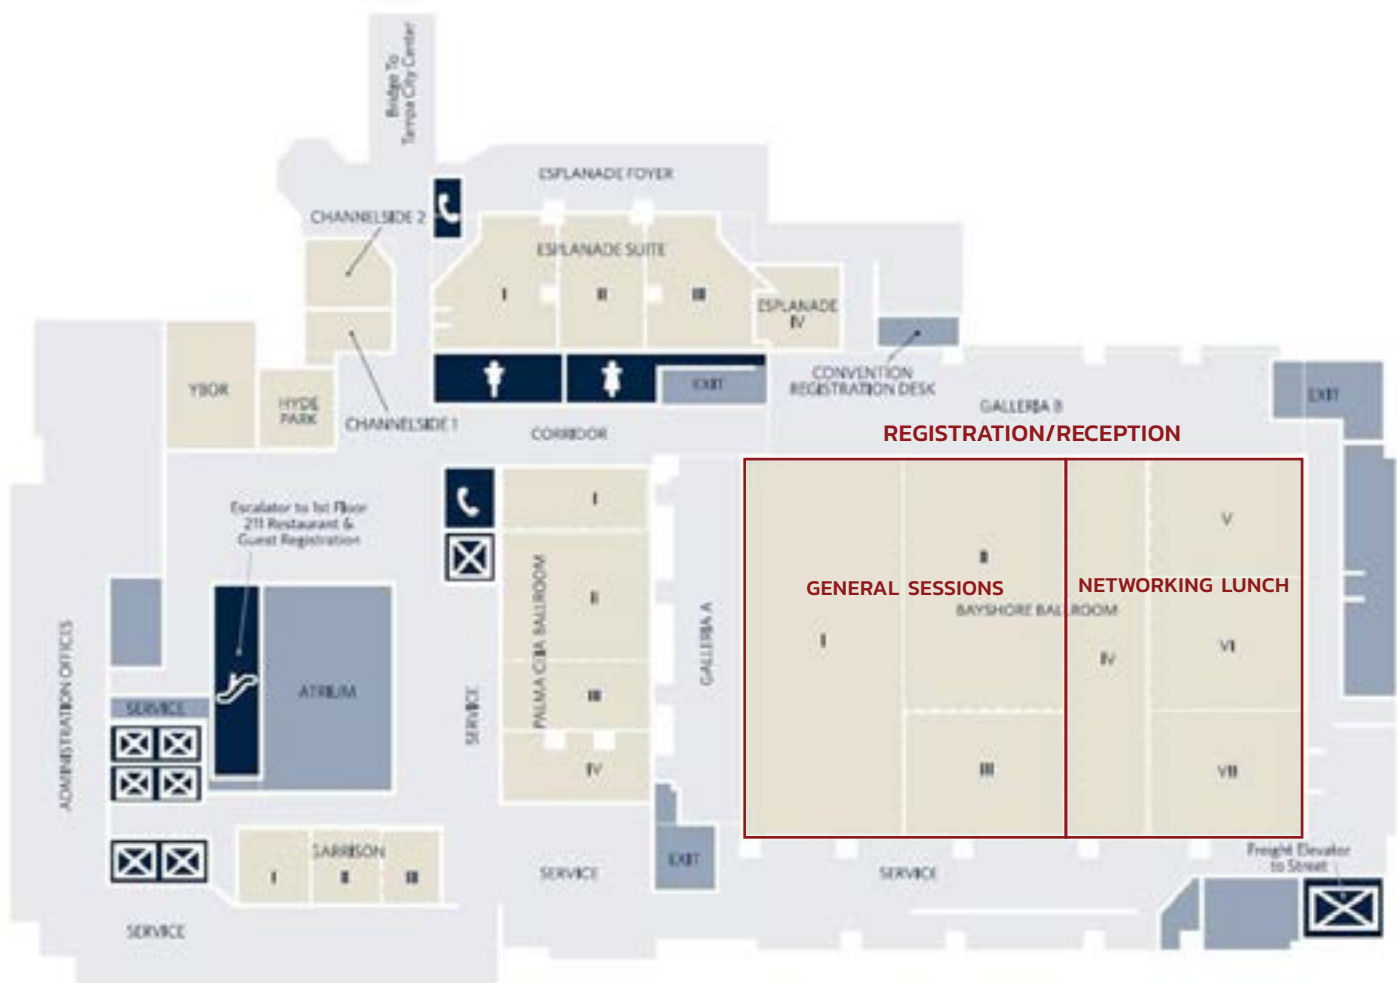 Bridge To
Tampa City Center
ESPLANADE FOYER
CHANNELSIDE 2
ESPLANADE SUITE
I
II
III
ESPLANADE
IV
CONVENTION
REGISTRATION DESK
YBOR
HYDE
PARK
CHANNELSIDE 1
EXIT
CORRIDOR
GALLERIA B
EXIT
REGISTRATION/RECEPTION
Escalator to 1st Floor
211 Restaurant &
Guest Registration
PALMA CEIA BALLROOM
I
II
III
IV
GALLERIA A
GENERAL SESSIONS
NETWORKING LUNCH
BAYSHORE BALLROOM
I
II
III
IV
V
VI
VII
ADMINISTRATION OFFICES
SERVICE
ATRIUM
SERVICE
GARRISON
I
II
III
SERVICE
SERVICE
EXIT
SERVICE
Freight Elevator
to Street